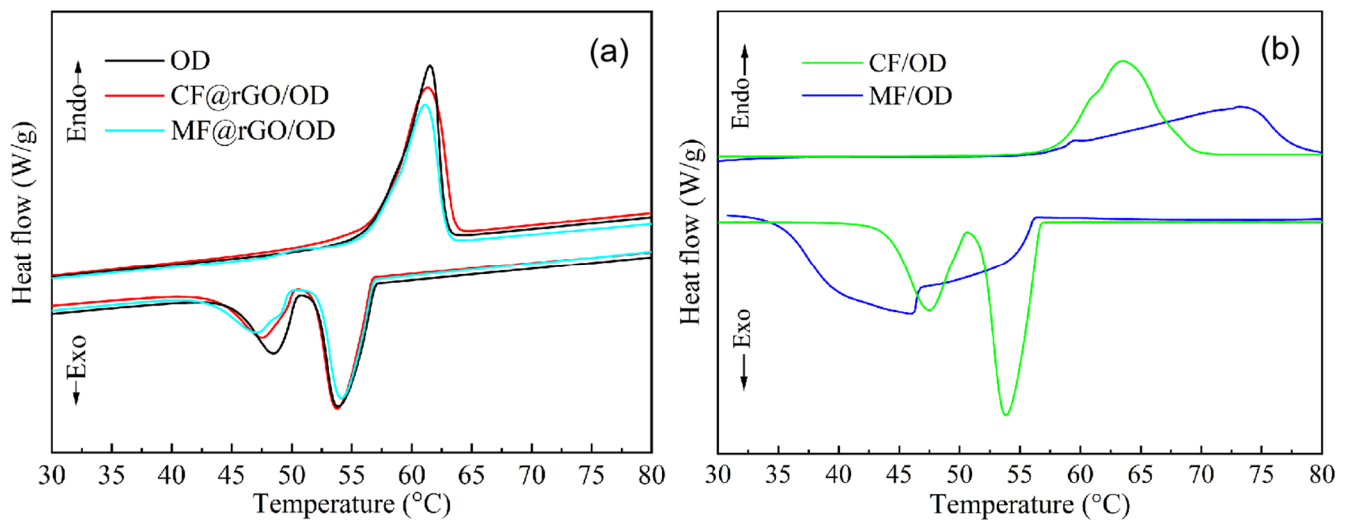 (a)
OD
CF@rGO/OD
MF@rGO/OD
Endo
Exo
Heat flow (W/g)
30 35 40 45 50 55 60 65 70 75 80
Temperature (°C)
(b)
CF/OD
MF/OD
Endo
Exo
Heat flow (W/g)
30 35 40 45 50 55 60 65 70 75 80
Temperature (°C)